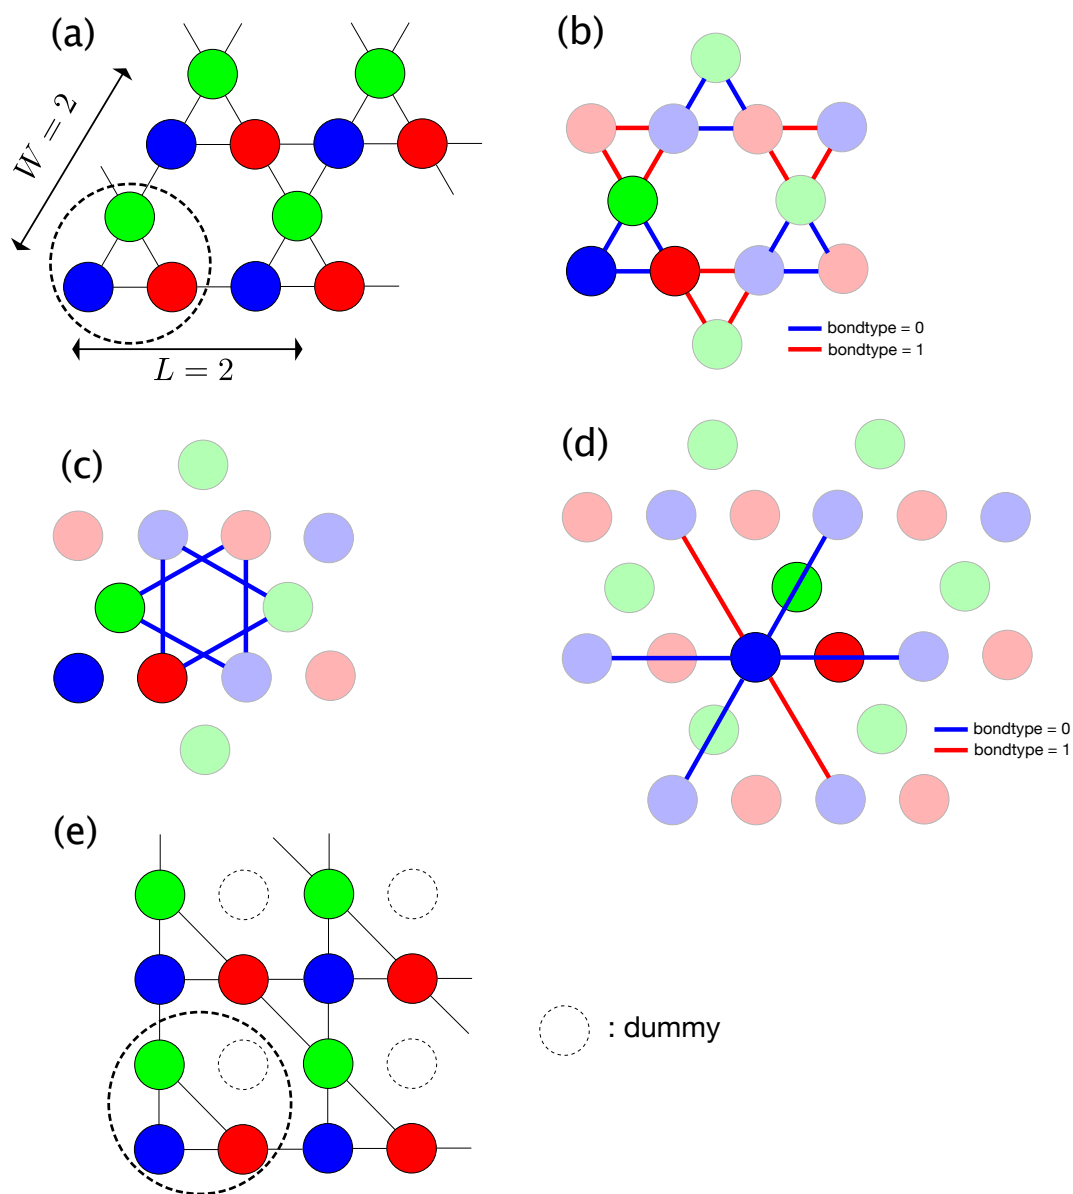 (a)
W = 2
L = 2
(b)
bondtype = 0
bondtype = 1
(c)
(d)
bondtype = 0
bondtype = 1
(e)
: dummy